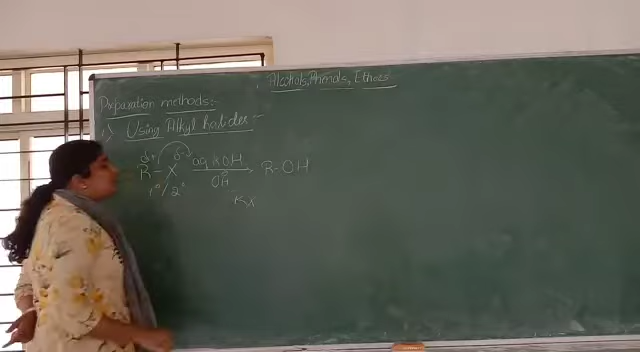 Alcohols, Phenols, Ethers
Preparation methods:-
1) Using Alkyl halides:-
δ+ δ- aq KOH
R-X → R-OH
1°/2° OH
KX